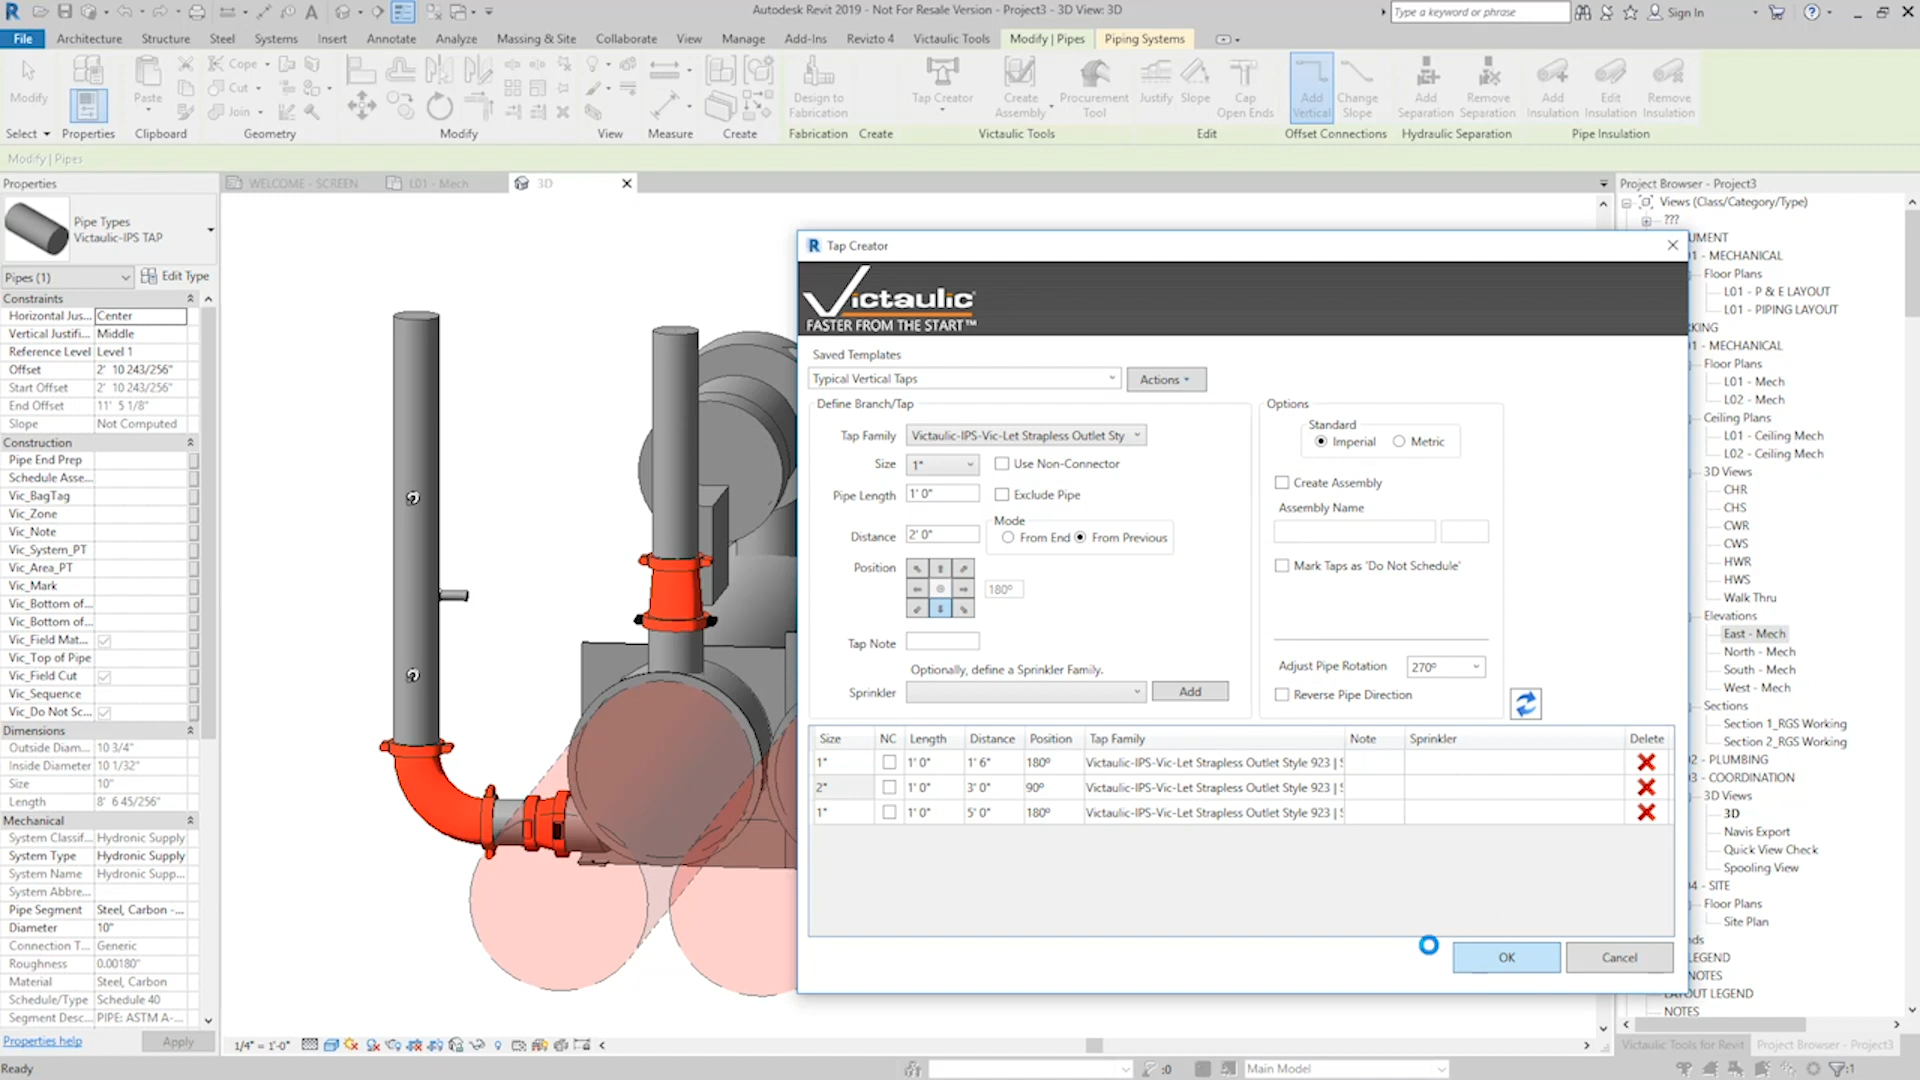 Autodesk Revit 2019 - Not For Resale Version - Project3 - 3D View: 3D
Type a keyword or phrase
Sign In
File Architecture Structure Steel Systems Insert Annotate Analyze Massing & Site Collaborate View Manage Add-Ins Revizto 4 Victaulic Tools Modify | Pipes Piping Systems
Modify
Paste
Cope
Cut
Join
Design to Fabrication
Tap Creator
Create Assembly
Procurement Tool
Justify
Slope
Cap Open Ends
Add Vertical
Change Slope
Add Separation
Remove Separation
Add Insulation
Edit Insulation
Remove Insulation
Select Properties Clipboard Geometry Modify View Measure Create Fabrication Create Victaulic Tools Edit Offset Connections Hydraulic Separation Pipe Insulation
Modify | Pipes
Properties
WELCOME - SCREEN
L01 - Mech
3D
Project Browser - Project3
Pipe Types
Victaulic-IPS TAP
Pipes (1)
Edit Type
Constraints
Horizontal Jus... Center
Vertical Justifi... Middle
Reference Level Level 1
Offset 2' 10 243/256"
Start Offset 2' 10 243/256"
End Offset 11' 5 1/8"
Slope Not Computed
Construction
Pipe End Prep
Schedule Asse...
Vic_BagTag
Vic_Zone
Vic_Note
Vic_System_PT
Vic_Area_PT
Vic_Mark
Vic_Bottom of...
Vic_Bottom of...
Vic_Field Mat...
Vic_Top of Pipe
Vic_Field Cut
Vic_Sequence
Vic_Do Not Sc...
Dimensions
Outside Diam... 10 3/4"
Inside Diameter 10 1/32"
Size 10"
Length 8' 6 45/256"
Mechanical
System Classif... Hydronic Supply
System Type Hydronic Supply
System Name Hydronic Supp...
System Abbre...
Pipe Segment Steel, Carbon -...
Diameter 10"
Connection T... Generic
Roughness 0.00180"
Material Steel, Carbon
Schedule/Type Schedule 40
Segment Desc... PIPE: ASTM A-...
Properties help
Apply
Tap Creator
Victaulic
FASTER FROM THE START™
Saved Templates
Typical Vertical Taps
Actions
Define Branch/Tap
Tap Family Victaulic-IPS-Vic-Let Strapless Outlet Sty
Size 1" Use Non-Connector
Pipe Length 1' 0" Exclude Pipe
Distance 2' 0"
Mode
From End From Previous
Position 180º
Tap Note
Optionally, define a Sprinkler Family.
Sprinkler Add
Options
Standard
Imperial Metric
Create Assembly
Assembly Name
Mark Taps as 'Do Not Schedule'
Adjust Pipe Rotation 270º
Reverse Pipe Direction
Size NC Length Distance Position Tap Family Note Sprinkler Delete
1" 1' 0" 1' 6" 180º Victaulic-IPS-Vic-Let Strapless Outlet Style 923 |
2" 1' 0" 3' 0" 90º Victaulic-IPS-Vic-Let Strapless Outlet Style 923 |
1" 1' 0" 5' 0" 180º Victaulic-IPS-Vic-Let Strapless Outlet Style 923 |
OK
Cancel
Views (Class/Category/Type)
???
UMENT
1 - MECHANICAL
Floor Plans
L01 - P & E LAYOUT
L01 - PIPING LAYOUT
RKING
1 - MECHANICAL
Floor Plans
L01 - Mech
L02 - Mech
Ceiling Plans
L01 - Ceiling Mech
L02 - Ceiling Mech
3D Views
CHR
CHS
CWR
CWS
HWR
HWS
Walk Thru
Elevations
East - Mech
North - Mech
South - Mech
West - Mech
Sections
Section 1_RGS Working
Section 2_RGS Working
2 - PLUMBING
3 - COORDINATION
3D Views
3D
Navis Export
Quick View Check
Spooling View
4 - SITE
Floor Plans
Site Plan
nds
LEGEND
NOTES
LAYOUT LEGEND
NOTES
1/4" = 1'-0"
Victaulic Tools for Revit
Project Browser - Project3
Ready
:0
Main Model
:1